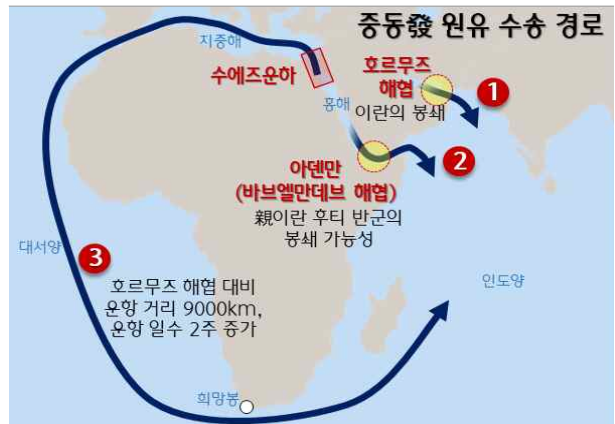 중동發 원유 수송 경로
지중해
수에즈운하
호르무즈
해협
이란의 봉쇄
1
홍해
아덴만
(바브엘만데브 해협)
親이란 후티 반군의
봉쇄 가능성
2
대서양
3
호르무즈 해협 대비
운항 거리 9000km,
운항 일수 2주 증가
인도양
희망봉